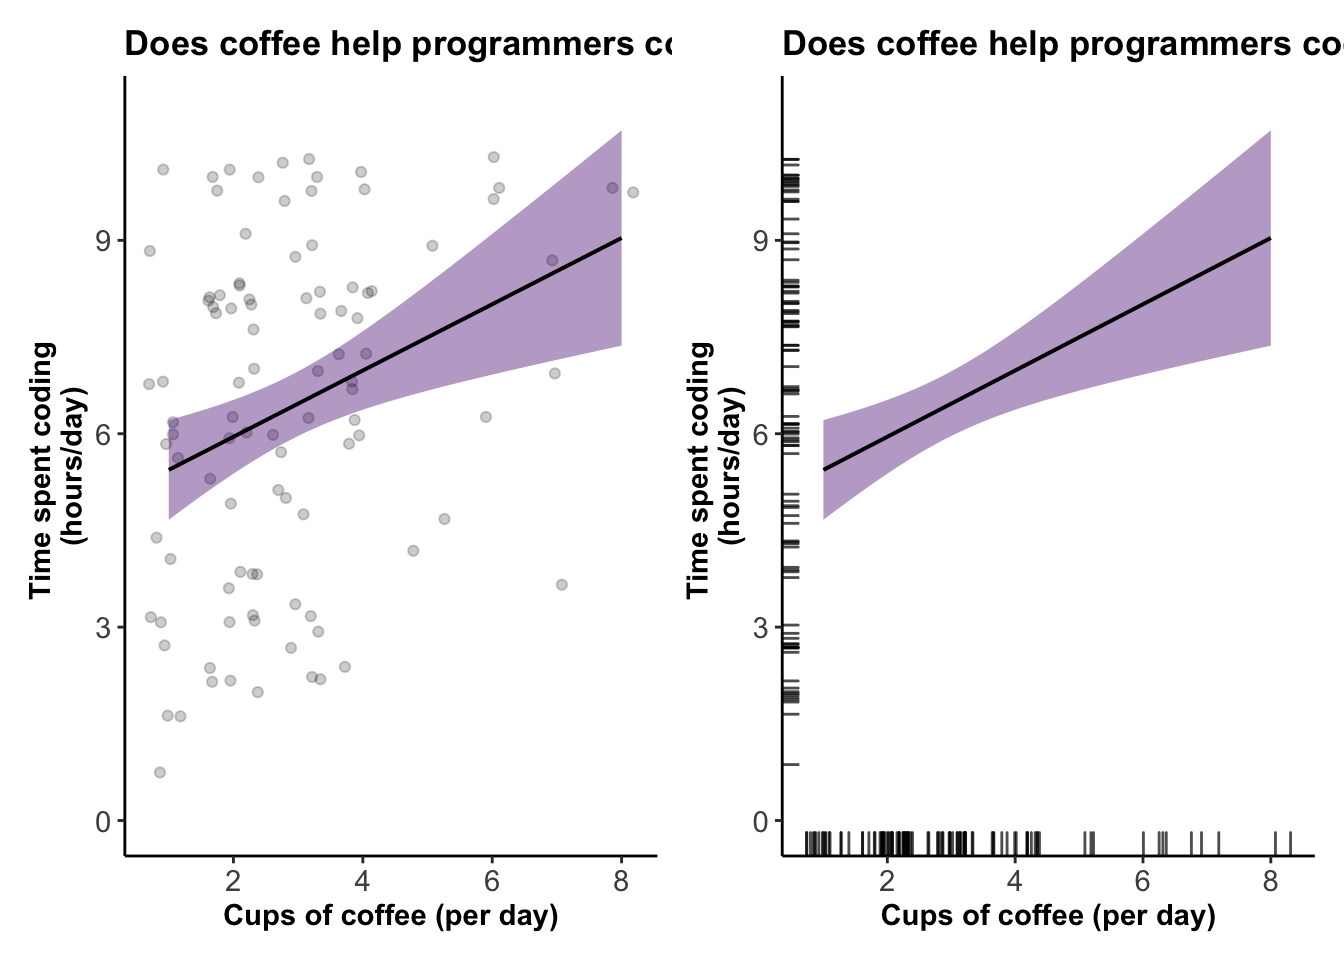 Does coffee help programmers co
Time spent coding
(hours/day)
9
6
3
0
2 4 6 8
Cups of coffee (per day)
Does coffee help programmers co
Time spent coding
(hours/day)
9
6
3
0
2 4 6 8
Cups of coffee (per day)